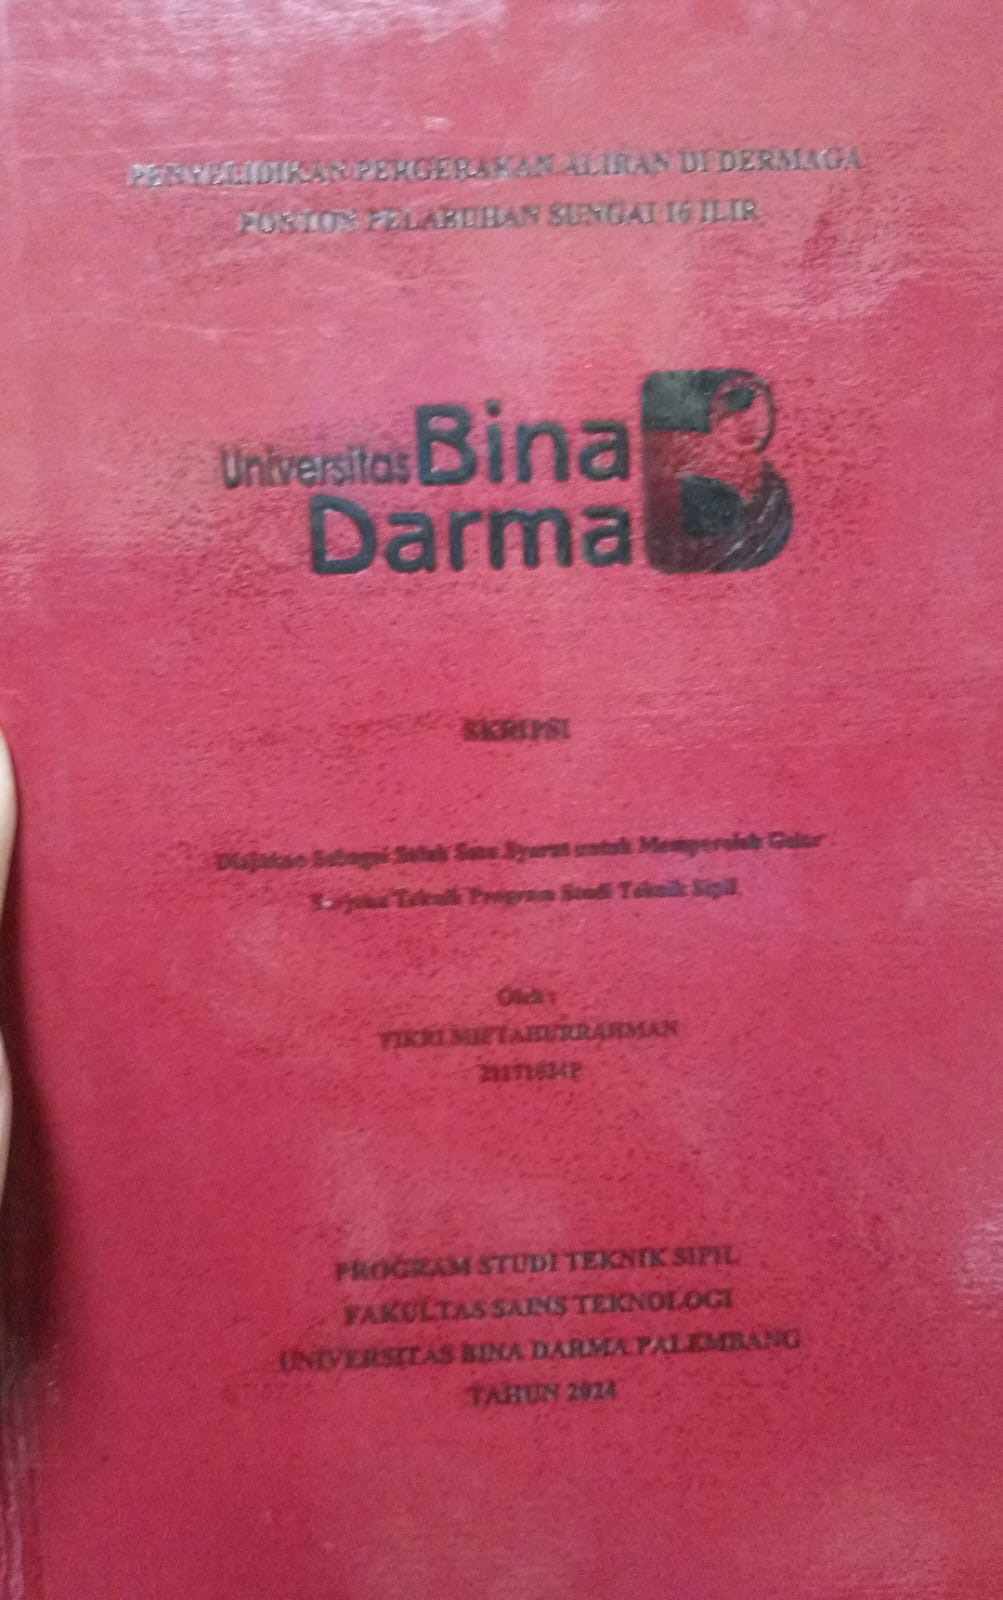 PENYELIDIKAN PERGERAKAN ALIRAN DI DERMAGA
PONTON PELABUHAN SUNGAI 16 ILIR
Universitas Bina
Darma
SKRIPSI
Diajukan Sebagai Salah Satu Syarat untuk Memperoleh Gelar
Sarjana Teknik Program Studi Teknik Sipil
Oleh :
MIFTAHURRAHMAN
PROGRAM STUDI TEKNIK SIPIL
FAKULTAS SAINS TEKNOLOGI
UNIVERSITAS BINA DARMA PALEMBANG
TAHUN 2024